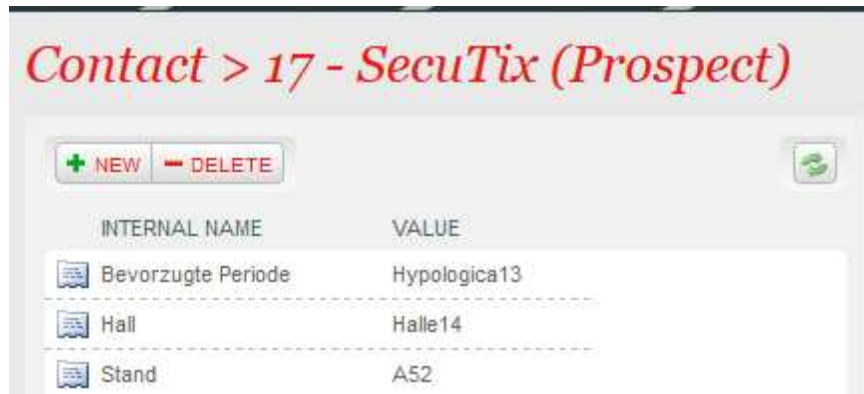 Contact > 17 - SecuTix (Prospect)
NEW DELETE
INTERNAL NAME VALUE
Bevorzugte Periode Hypologica13
Hall Halle14
Stand A52